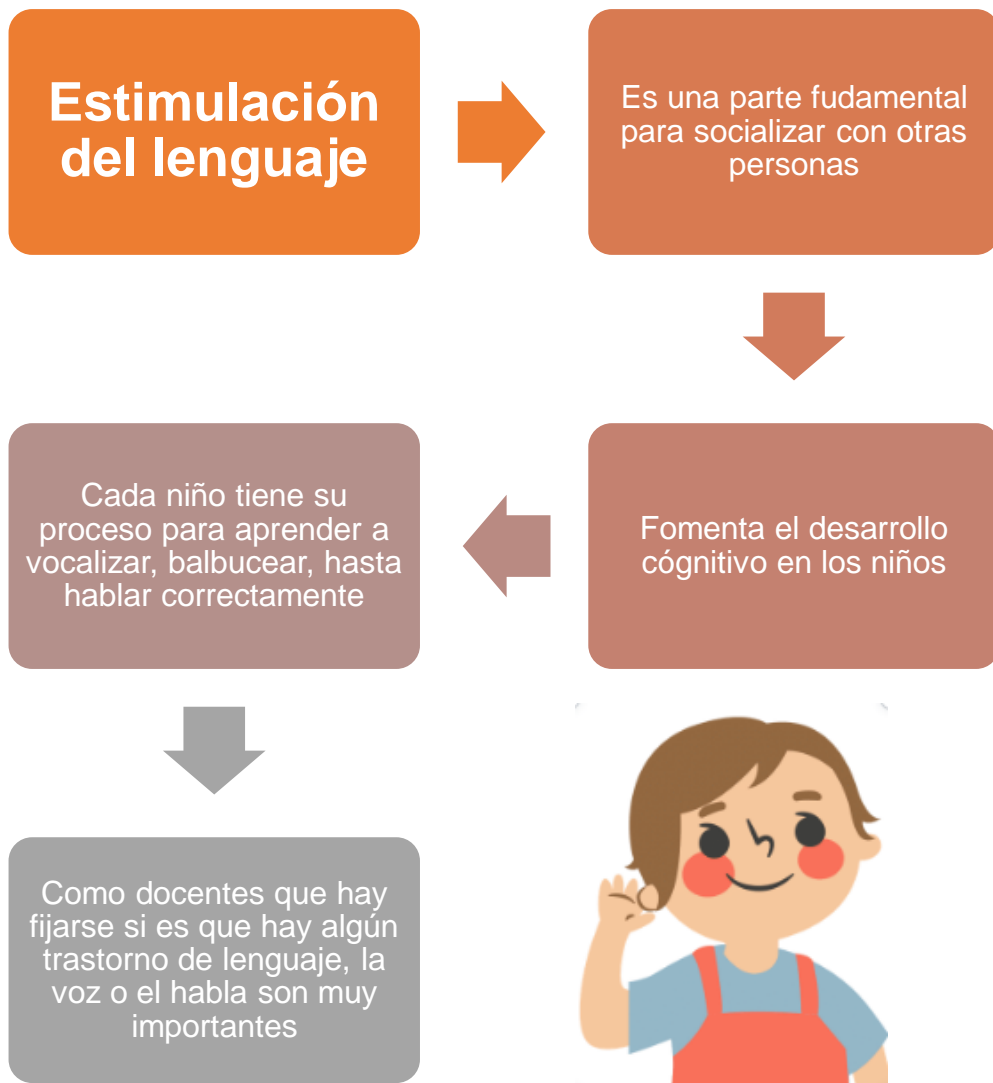 Estimulación
del lenguaje
Es una parte fudamental
para socializar con otras
personas
Fomenta el desarrollo
cógnitivo en los niños
Cada niño tiene su
proceso para aprender a
vocalizar, balbucear, hasta
hablar correctamente
Como docentes que hay
fijarse si es que hay algún
trastorno de lenguaje, la
voz o el habla son muy
importantes